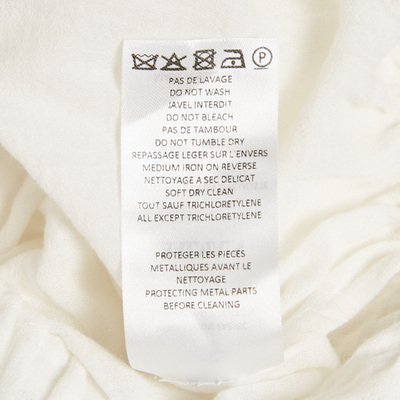 P
PAS DE LAVAGE
DO NOT WASH
JAVEL INTERDIT
DO NOT BLEACH
PAS DE TAMBOUR
DO NOT TUMBLE DRY
REPASSAGE LEGER SUR L'ENVERS
MEDIUM IRON ON REVERSE
NETTOYAGE A SEC DELICAT
SOFT DRY CLEAN
TOUT SAUF TRICHLORETYLENE
ALL EXCEPT TRICHLORETYLENE
PROTEGER LES PIECES
METALLIQUES AVANT LE
NETTOYAGE
PROTECTING METAL PARTS
BEFORE CLEANING